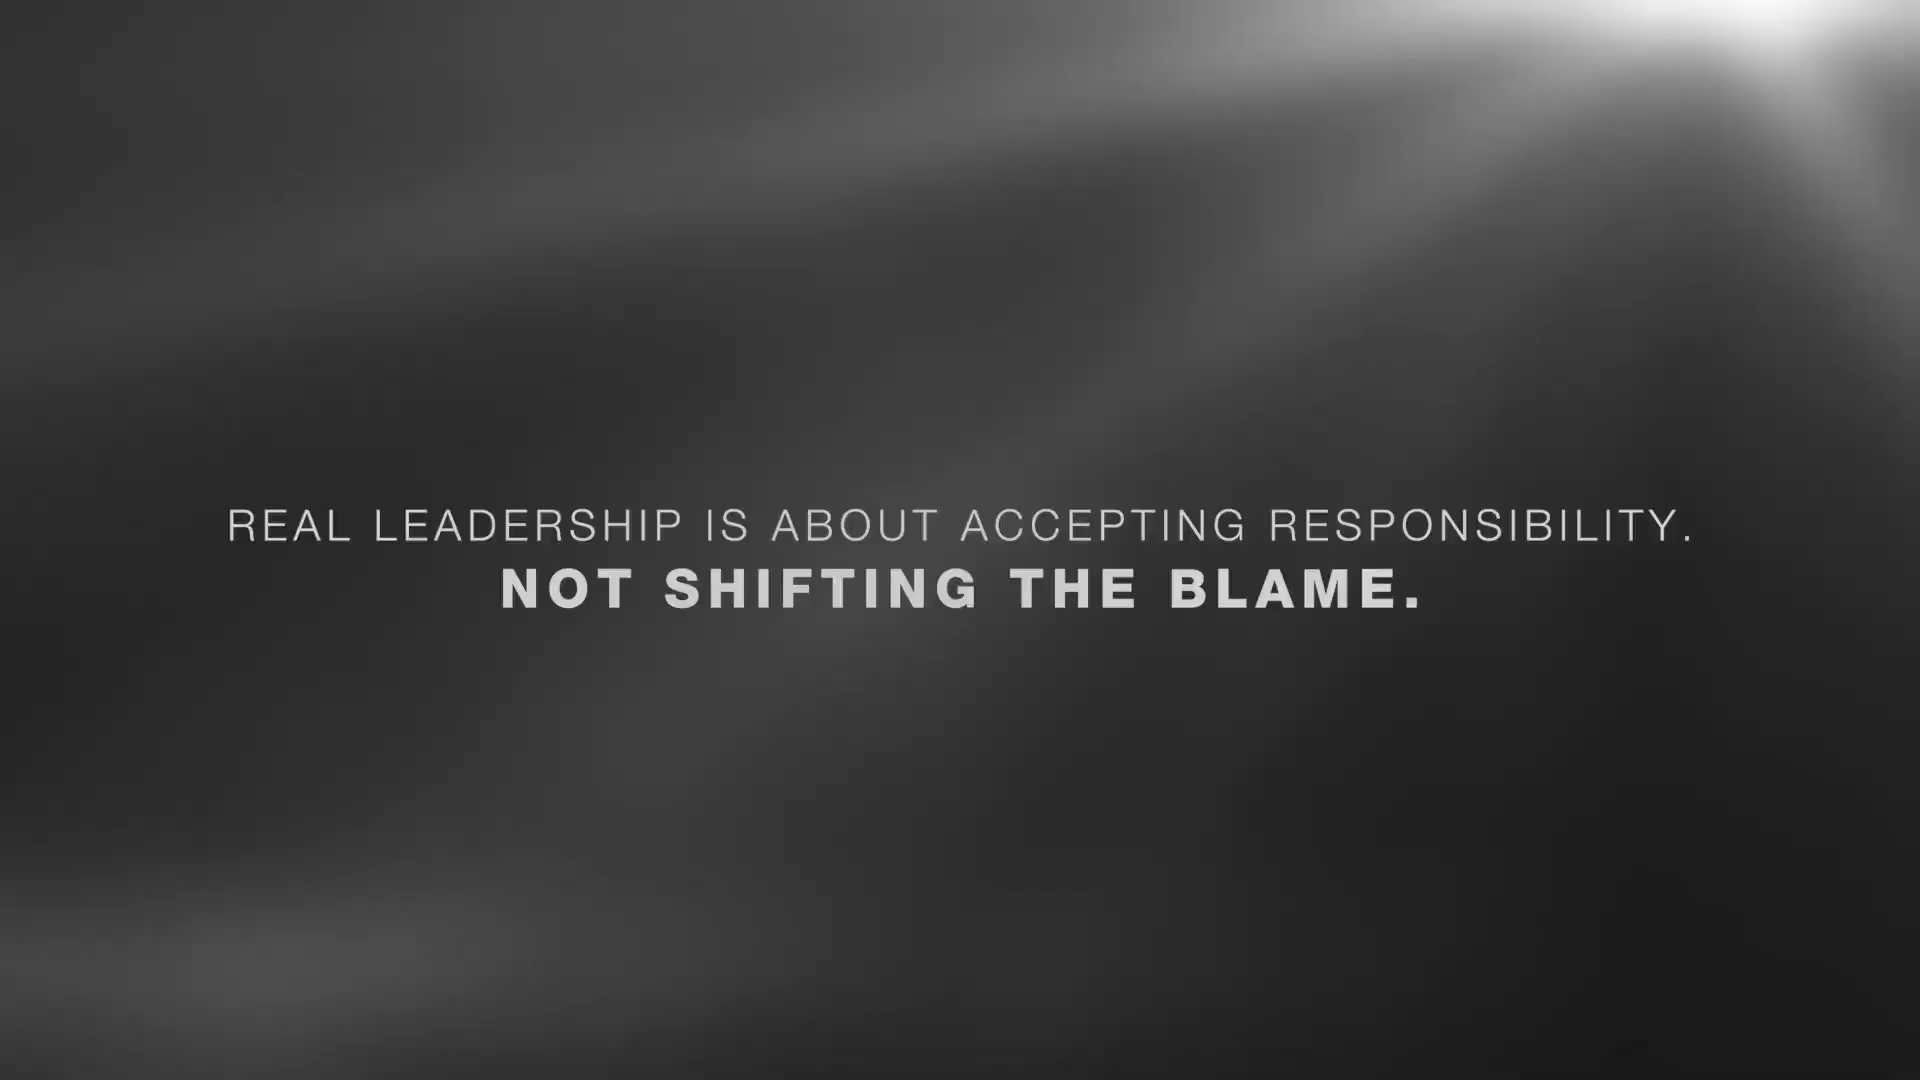 REAL LEADERSHIP IS ABOUT ACCEPTING RESPONSIBILITY.
NOT SHIFTING THE BLAME.